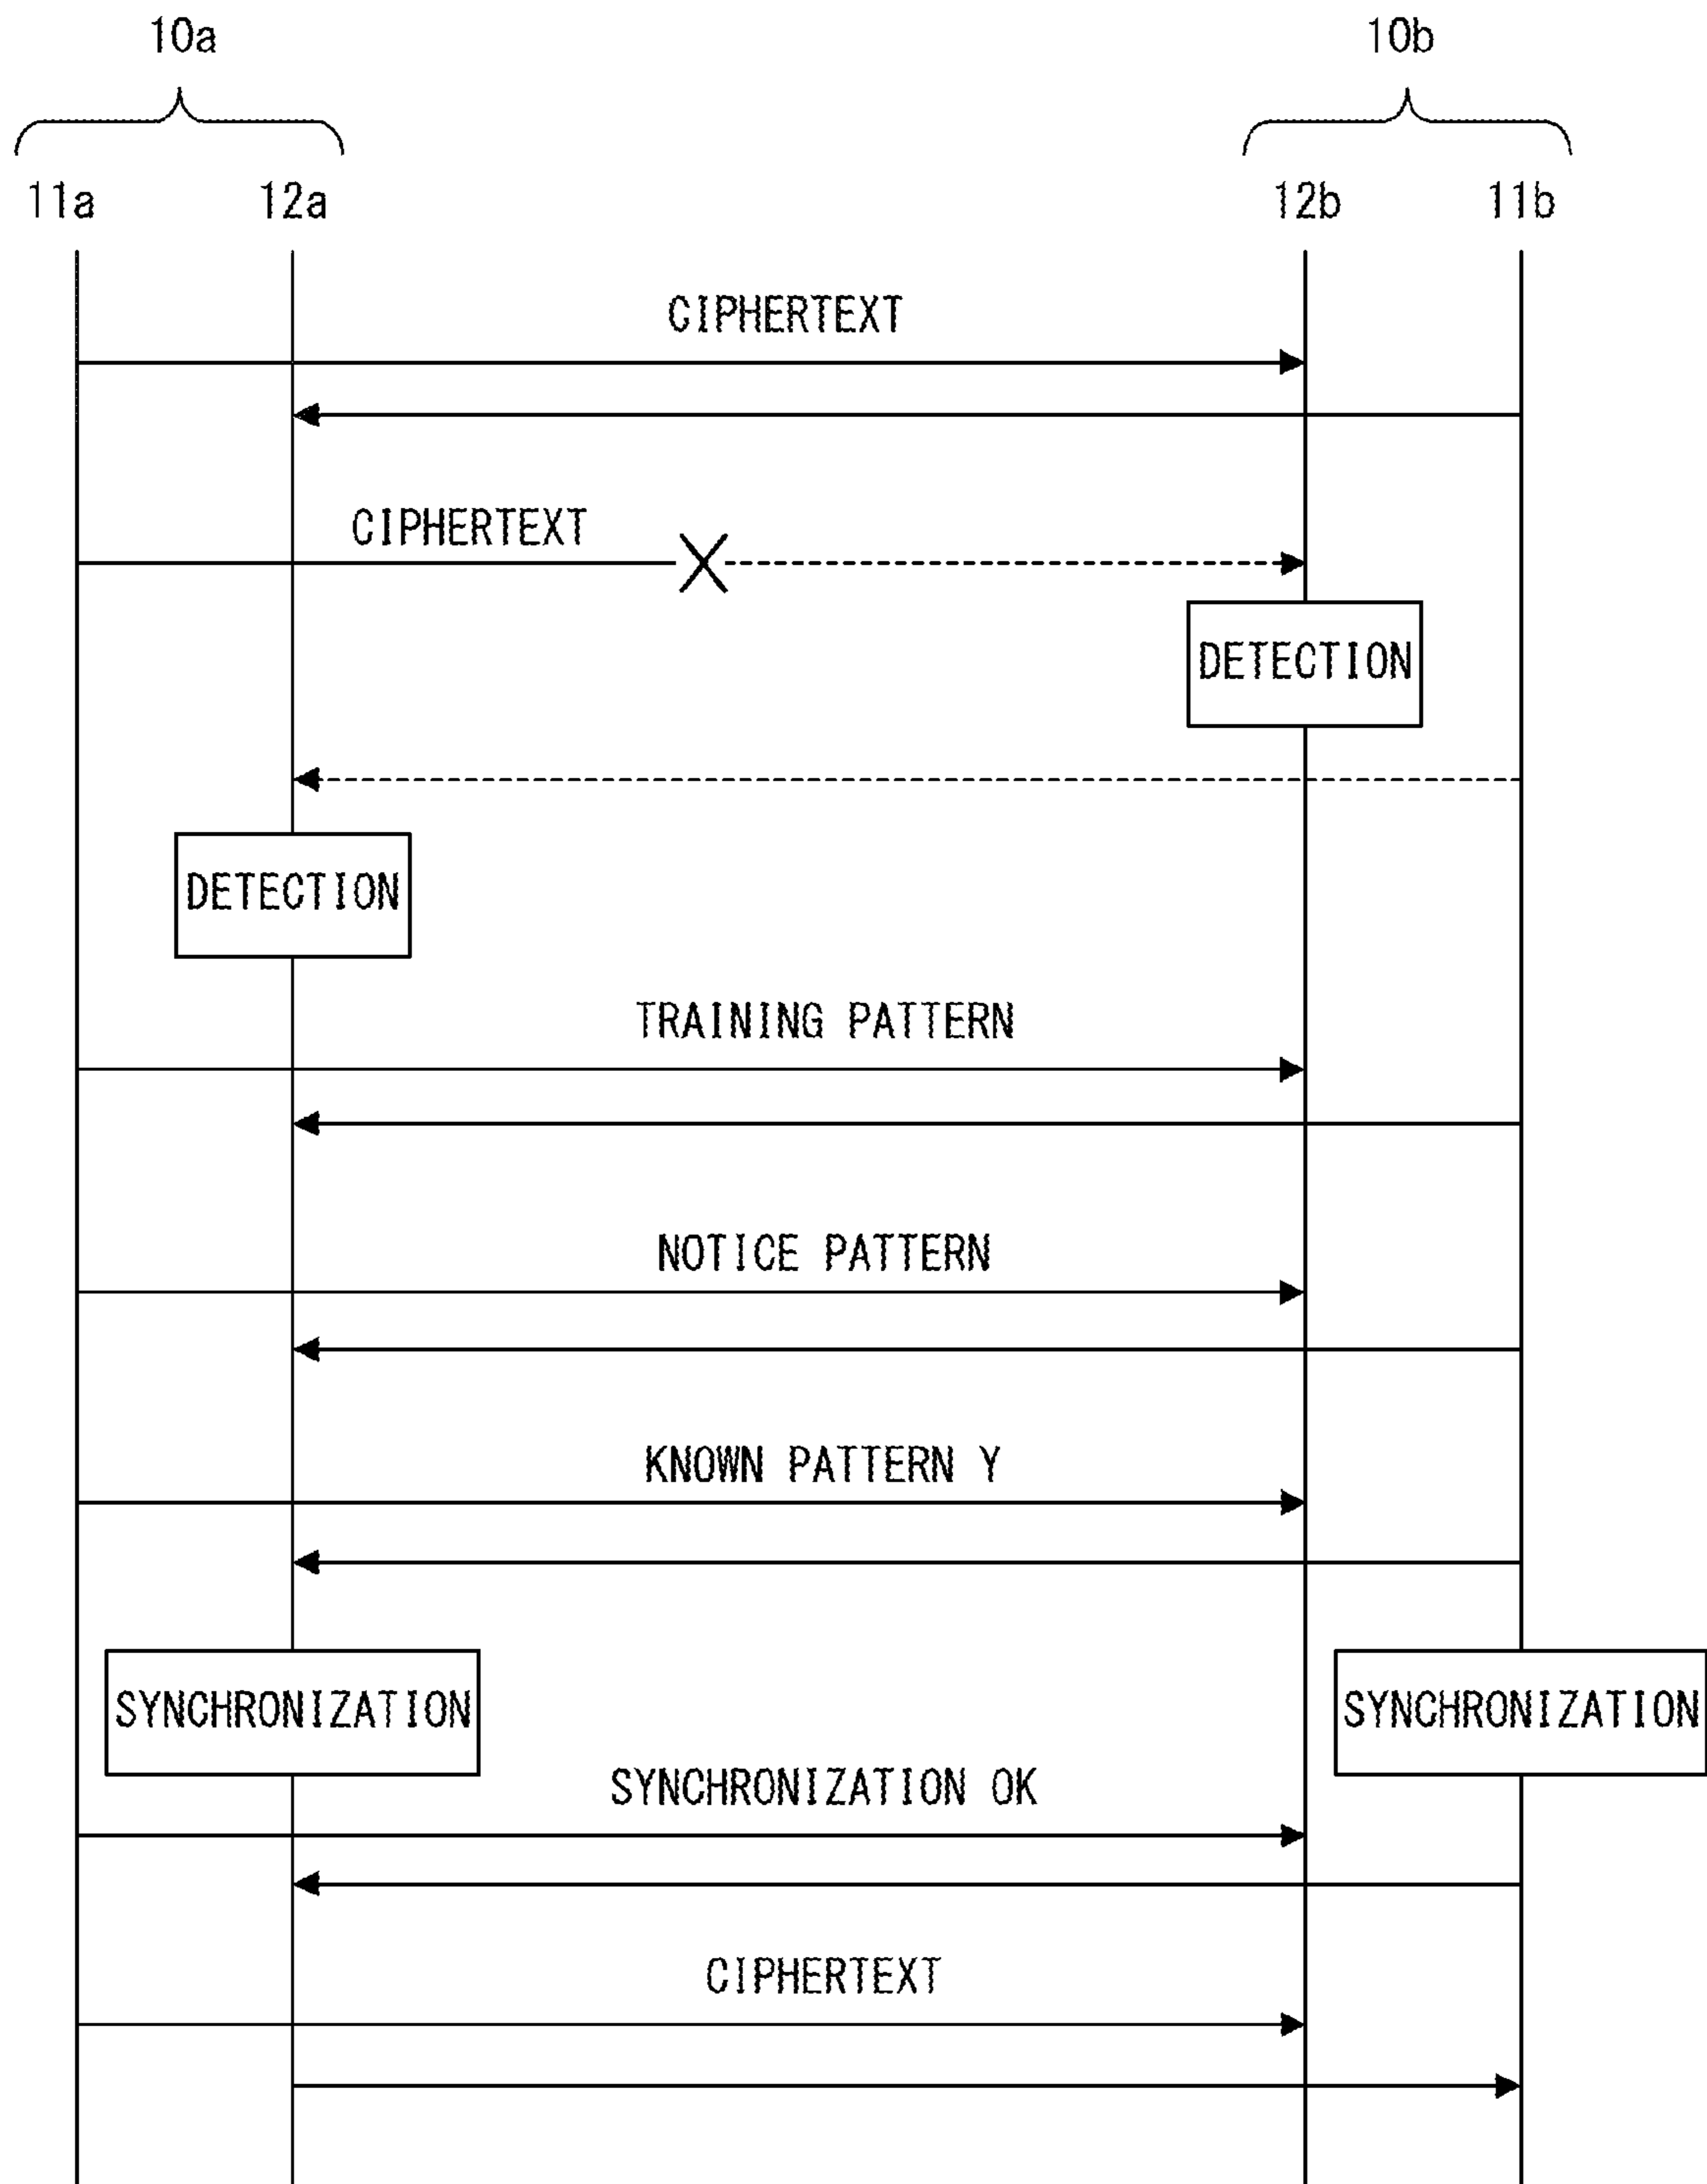 10a 10b
11a 12a 12b 11b
CIPHERTEXT
CIPHERTEXT
DETECTION
DETECTION
TRAINING PATTERN
NOTICE PATTERN
KNOWN PATTERN Y
SYNCHRONIZATION SYNCHRONIZATION
SYNCHRONIZATION OK
CIPHERTEXT